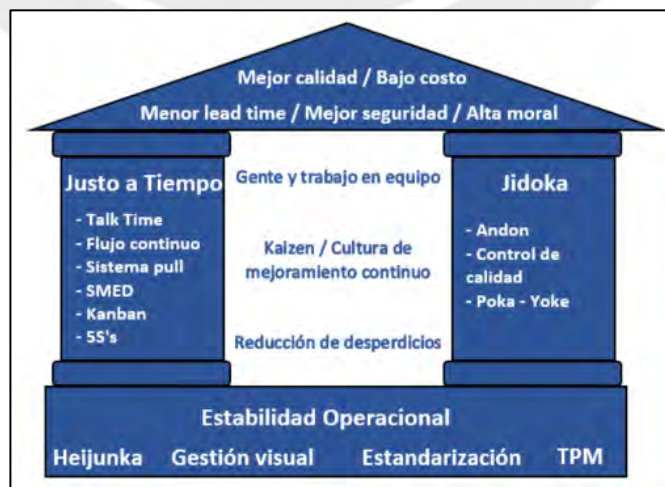 Mejor calidad / Bajo costo
Menor lead time / Mejor seguridad / Alta moral
Justo a Tiempo
- Talk Time
- Flujo continuo
- Sistema pull
- SMED
- Kanban
- 5S's
Gente y trabajo en equipo
Kaizen / Cultura de
mejoramiento continuo
Reducción de desperdicios
Jidoka
- Andon
- Control de
calidad
- Poka - Yoke
Estabilidad Operacional
Heijunka Gestión visual Estandarización TPM